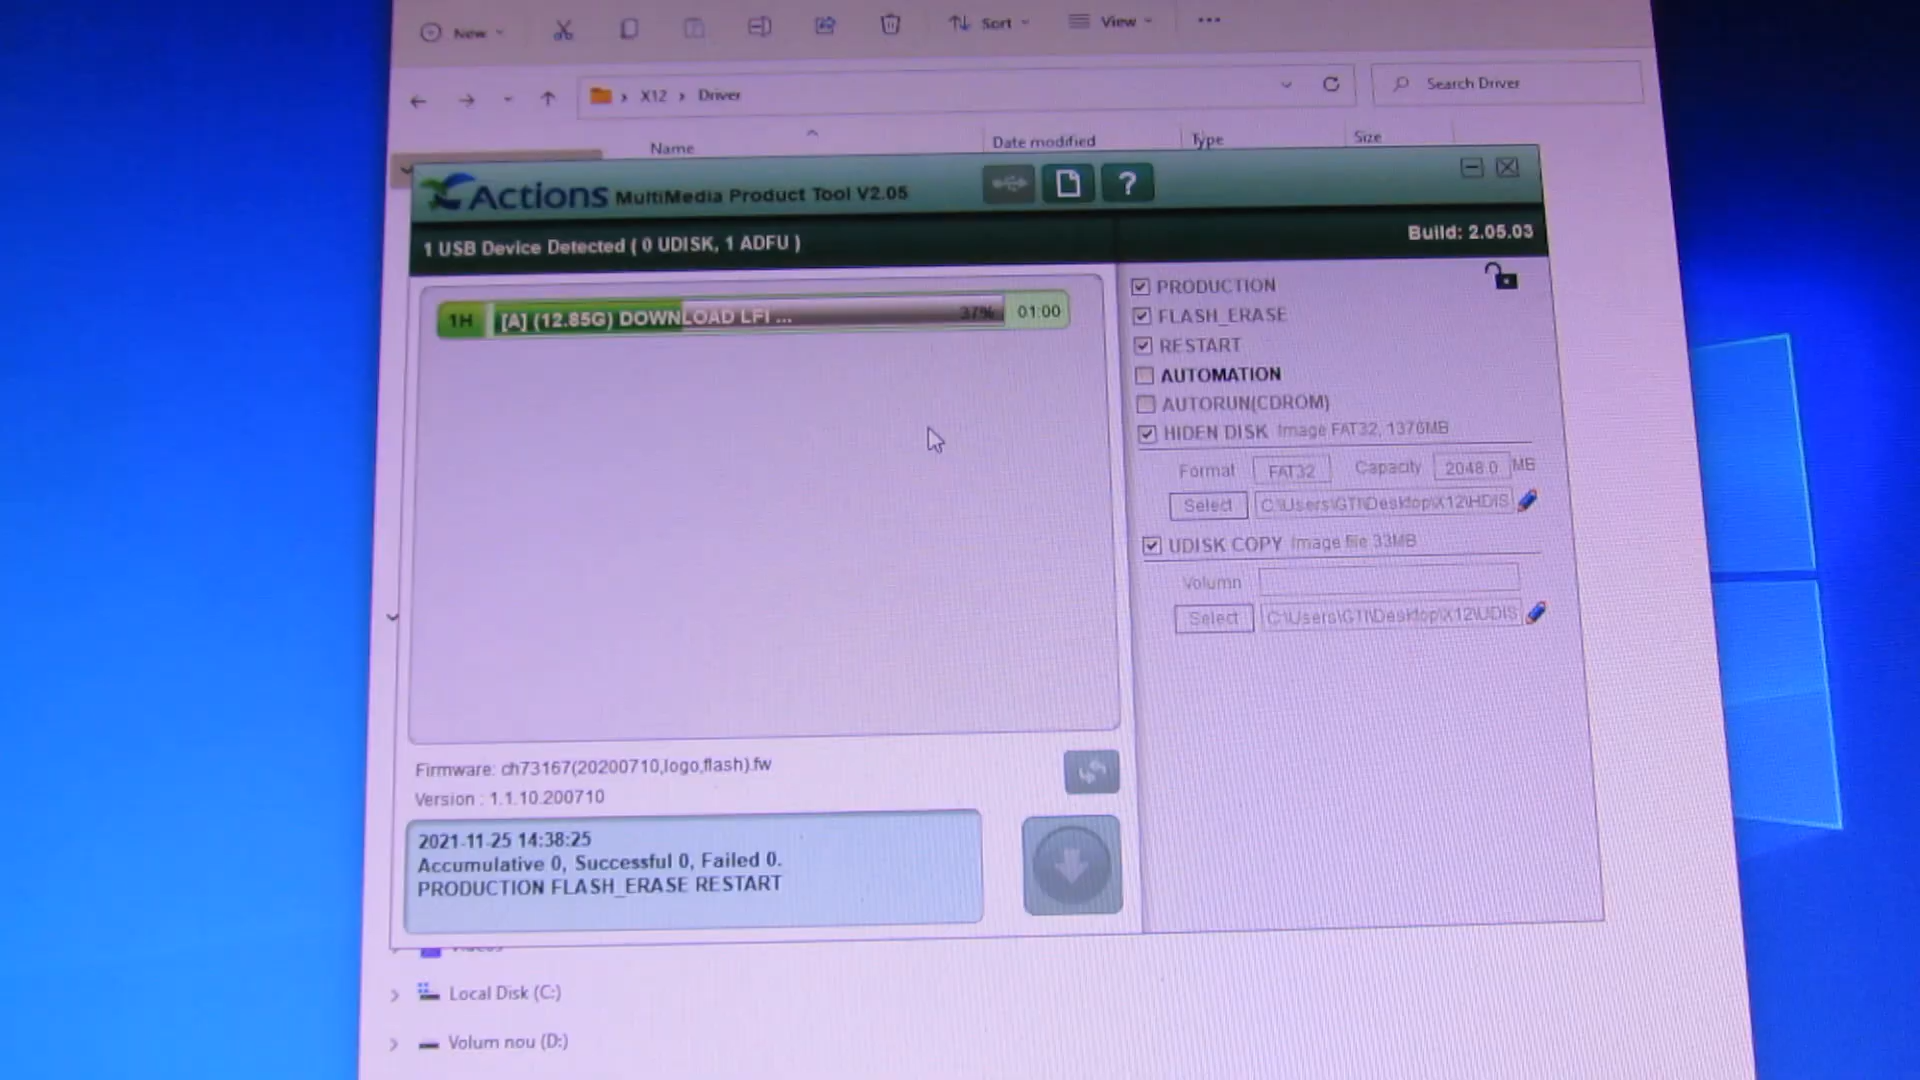 New
Sort
View
X12 > Driver
Search Driver
Name
Date modified
Type
Size
Actions MultiMedia Product Tool V2.05
?
1 USB Device Detected ( 0 UDISK, 1 ADFU )
Build: 2.05.03
1H
[A] (12.85G) DOWNLOAD LFI ...
37%
01:00
PRODUCTION
FLASH_ERASE
RESTART
AUTOMATION
AUTORUN(CDROM)
HIDEN DISK Image FAT32, 1376MB
Format FAT32 Capacity 2048.0 MB
Select C:\Users\GTI\Desktop\X12\HDIS
UDISK COPY Image file 33MB
Volumn
Select C:\Users\GTI\Desktop\X12\UDIS
Firmware: ch73167(20200710,logo,flash).fw
Version : 1.1.10.200710
2021-11-25 14:38:25
Accumulative 0, Successful 0, Failed 0.
PRODUCTION FLASH_ERASE RESTART
Local Disk (C:)
Volum nou (D:)